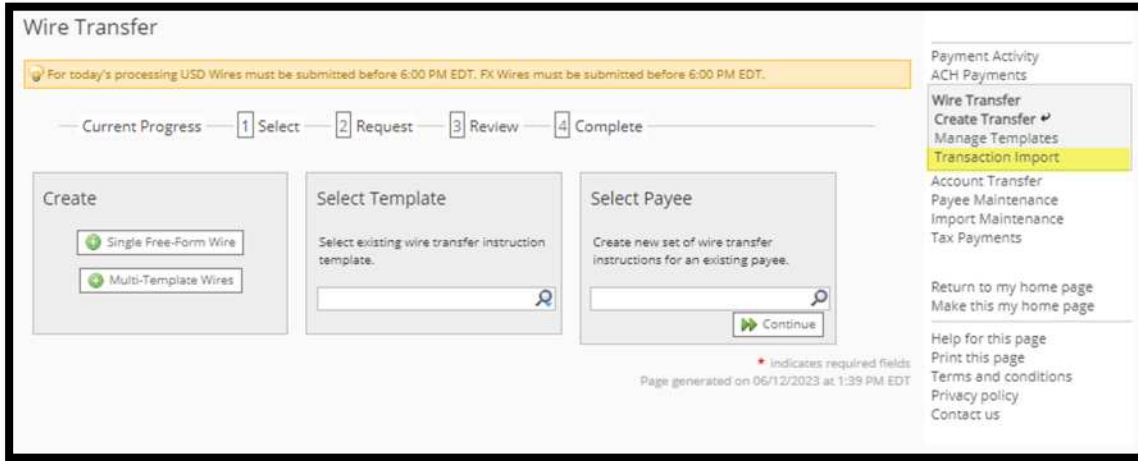 Wire Transfer
For today's processing USD Wires must be submitted before 6:00 PM EDT. FX Wires must be submitted before 6:00 PM EDT.
Current Progress 1 Select 2 Request 3 Review 4 Complete
Create
Single Free-Form Wire
Multi-Template Wires
Select Template
Select existing wire transfer instruction
template.
Select Payee
Create new set of wire transfer
instructions for an existing payee.
Continue
* indicates required fields
Page generated on 06/12/2023 at 1:39 PM EDT
Payment Activity
ACH Payments
Wire Transfer
Create Transfer
Manage Templates
Transaction Import
Account Transfer
Payee Maintenance
Import Maintenance
Tax Payments
Return to my home page
Make this my home page
Help for this page
Print this page
Terms and conditions
Privacy policy
Contact us